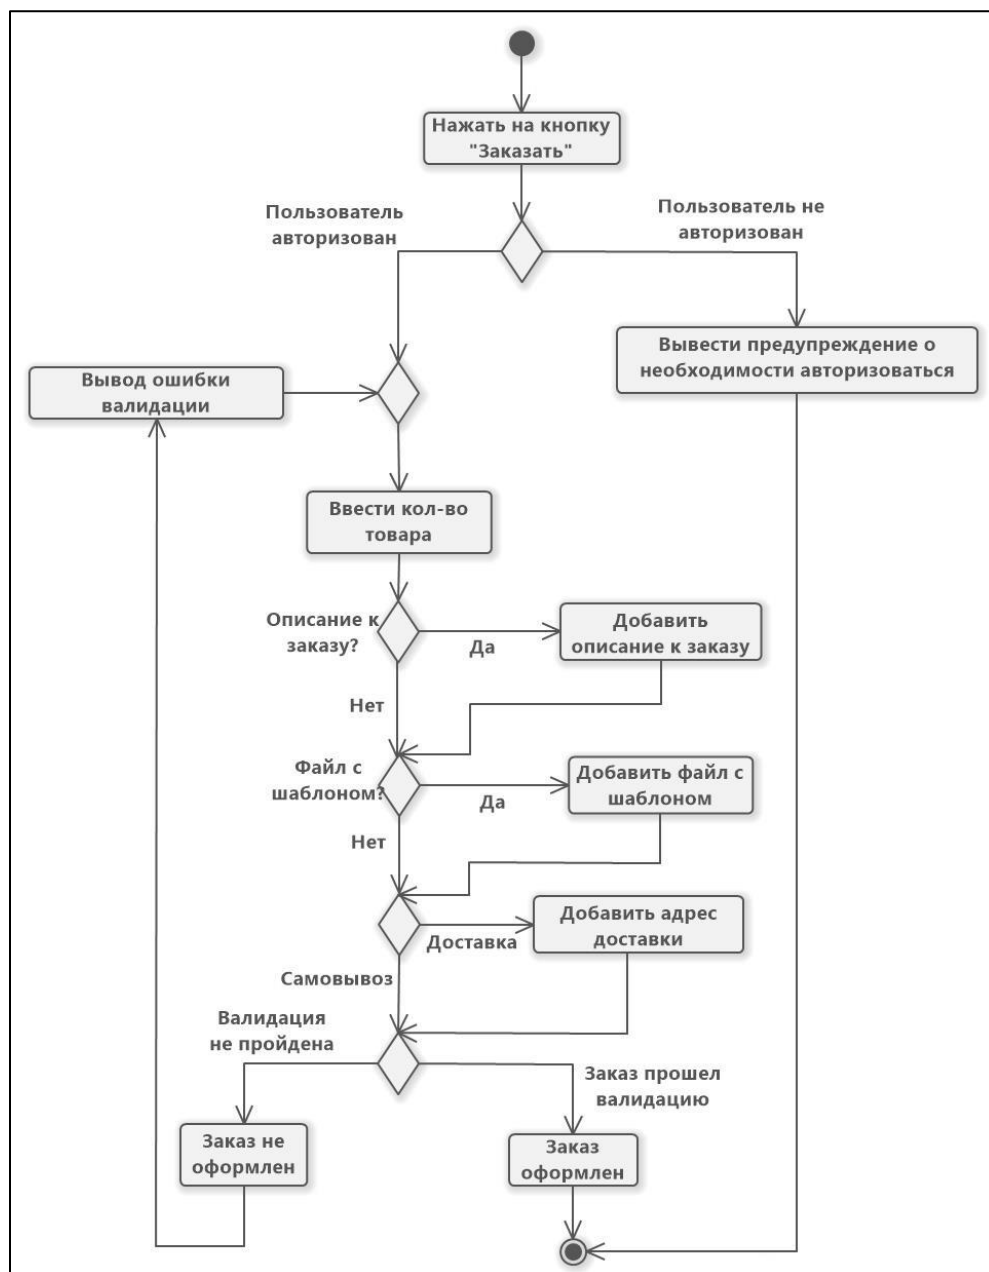 Нажать на кнопку
"Заказать"
Пользователь
авторизован
Пользователь не
авторизован
Вывести предупреждение о
необходимости авторизоваться
Вывод ошибки
валидации
Ввести кол-во
товара
Описание к
заказу?
Да
Добавить
описание к заказу
Нет
Файл с
шаблоном?
Да
Добавить файл с
шаблоном
Нет
Доставка
Добавить адрес
доставки
Самовывоз
Валидация
не пройдена
Заказ прошел
валидацию
Заказ не
оформлен
Заказ
оформлен